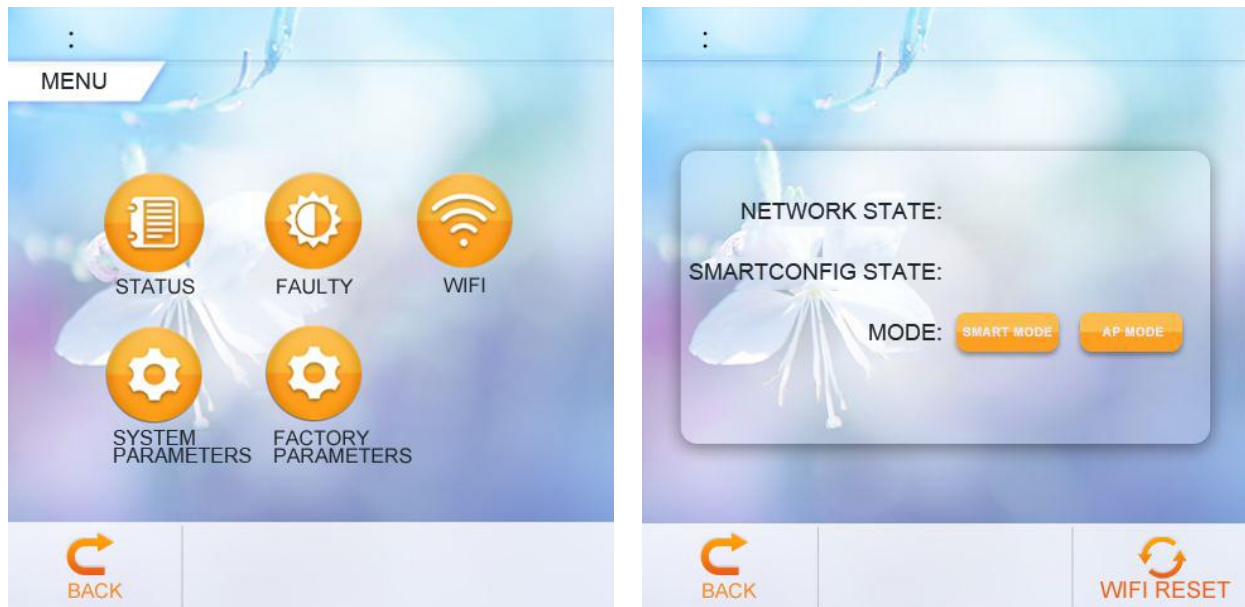 :
MENU
STATUS
FAULTY
WIFI
SYSTEM
PARAMETERS
FACTORY
PARAMETERS
BACK
:
NETWORK STATE:
SMARTCONFIG STATE:
MODE: SMART MODE AP MODE
BACK
WIFI RESET